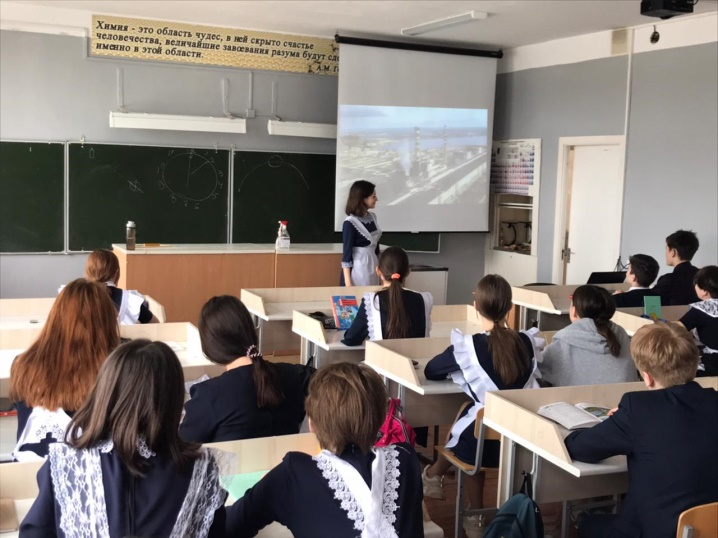 Химия - это область чудес, в ней скрыто счастье
человечества, величайшие завоевания разума будут
именно в этой области.